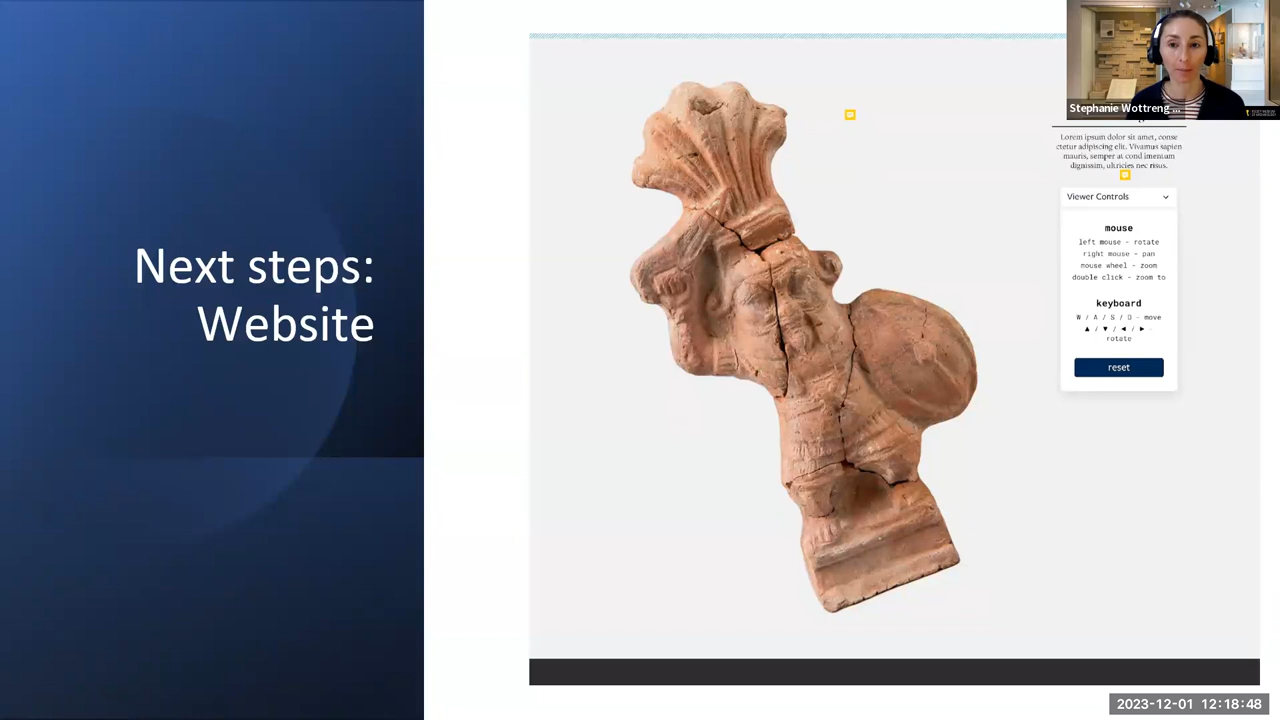 Next steps:
Website
Stephanie Wottreng ...
Lorem ipsum dolor sit amet, conse
ctetur adipiscing elit. Vivamus sapien
mauris, semper at cond imentum
dignissim, ultricies nec risus.
Viewer Controls
mouse
left mouse - rotate
right mouse - pan
mouse wheel - zoom
double click - zoom to
keyboard
W / A / S / D - move
▲ / ▼ / ◄ / ► -
rotate
reset
2023-12-01 12:18:48